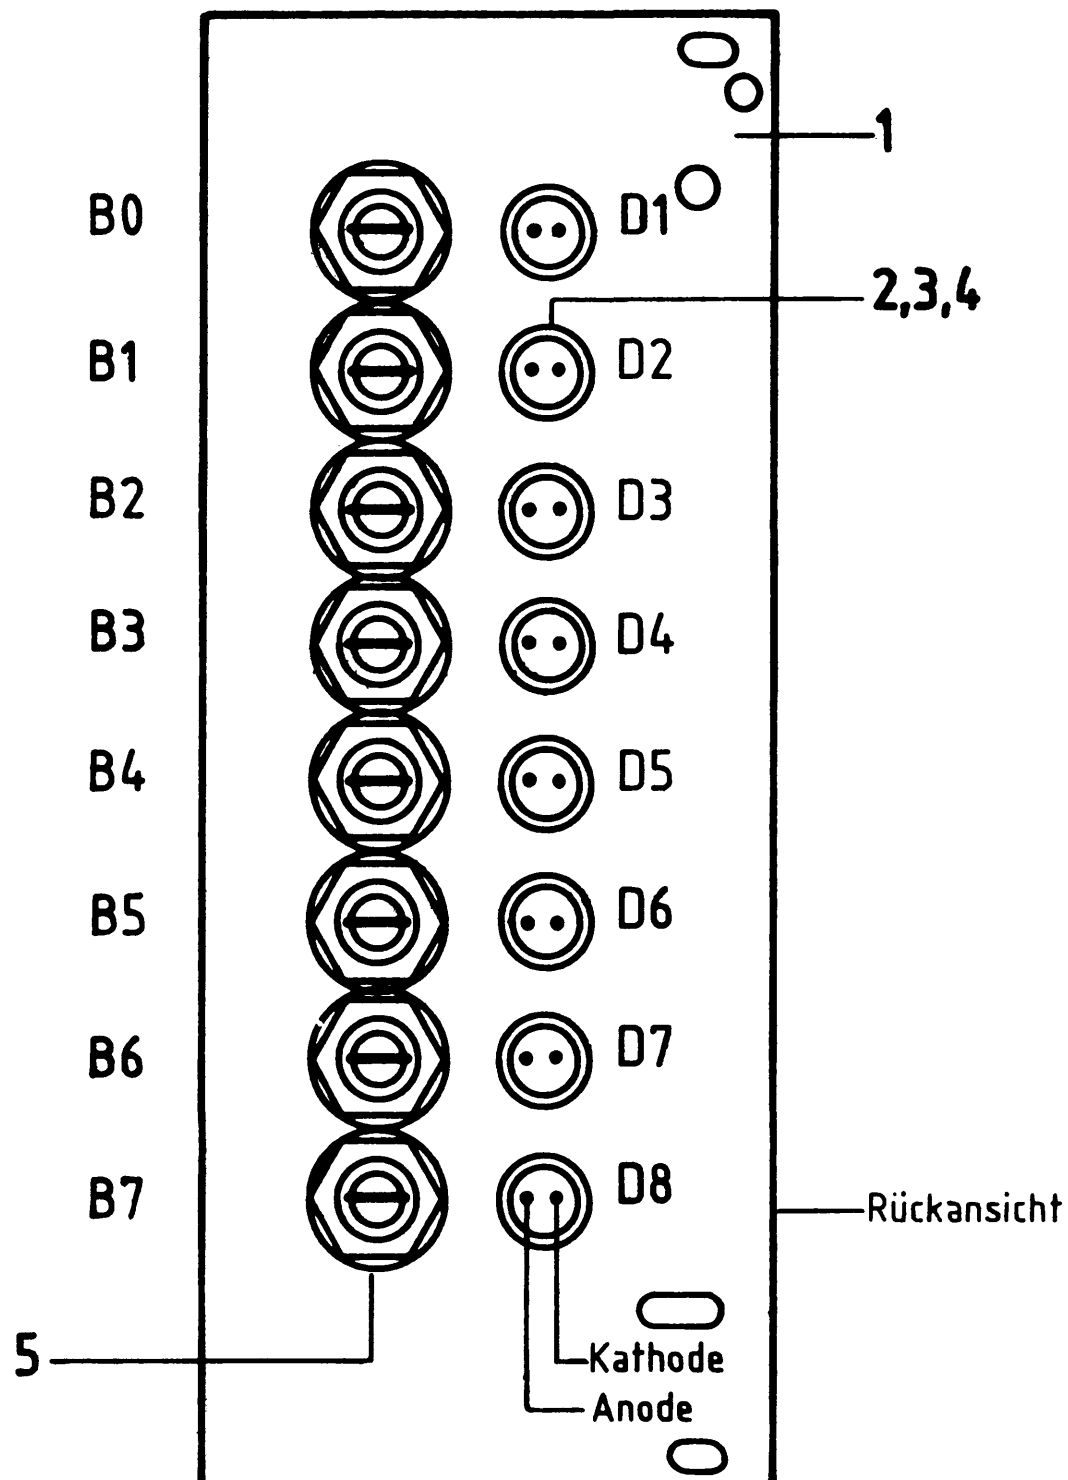 1
B0 D1
2,3,4
B1 D2
B2 D3
B3 D4
B4 D5
B5 D6
B6 D7
B7 D8
Rückansicht
5
Kathode
Anode